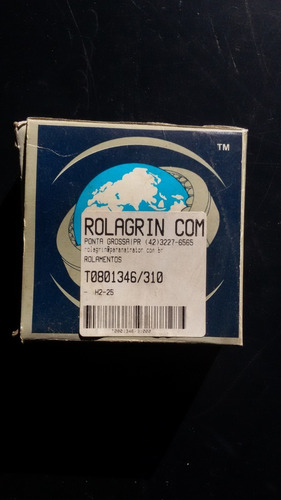 TM
ROLAGRIN COM
PONTA GROSSA|PR (42)3227-6565
ROLAMENTOS
T0801346/310
H2-25